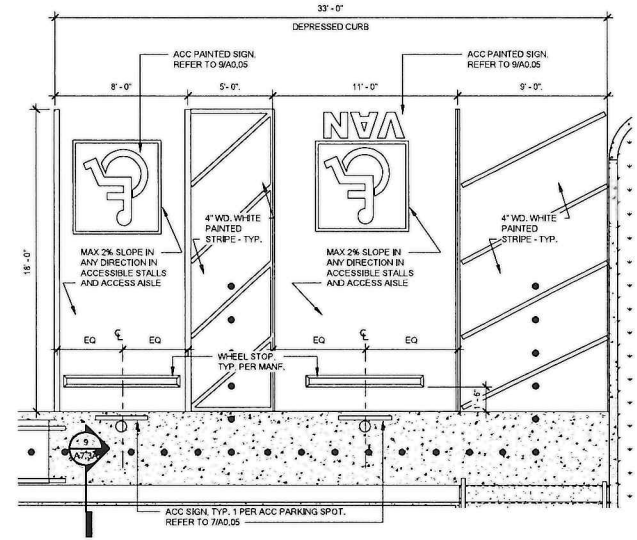 33' - 0"
DEPRESSED CURB
ACC PAINTED SIGN.
REFER TO 9/A0.05
ACC PAINTED SIGN.
REFER TO 9/A0.05
8' - 0"
5'-0".
11' - 0"
9' - 0".
VAN
18' - 0"
4" WD. WHITE
PAINTED
STRIPE - TYP.
4" WD. WHITE
PAINTED
STRIPE - TYP.
MAX 2% SLOPE IN
ANY DIRECTION IN
ACCESSIBLE STALLS
AND ACCESS AISLE
MAX 2% SLOPE IN
ANY DIRECTION IN
ACCESSIBLE STALLS
AND ACCESS AISLE
EQ
CL
EQ
EQ
CL
EQ
WHEEL STOP,
TYP. PER MANF.
9
ACC SIGN, TYP. 1 PER ACC PARKING SPOT.
REFER TO 7/A0.05